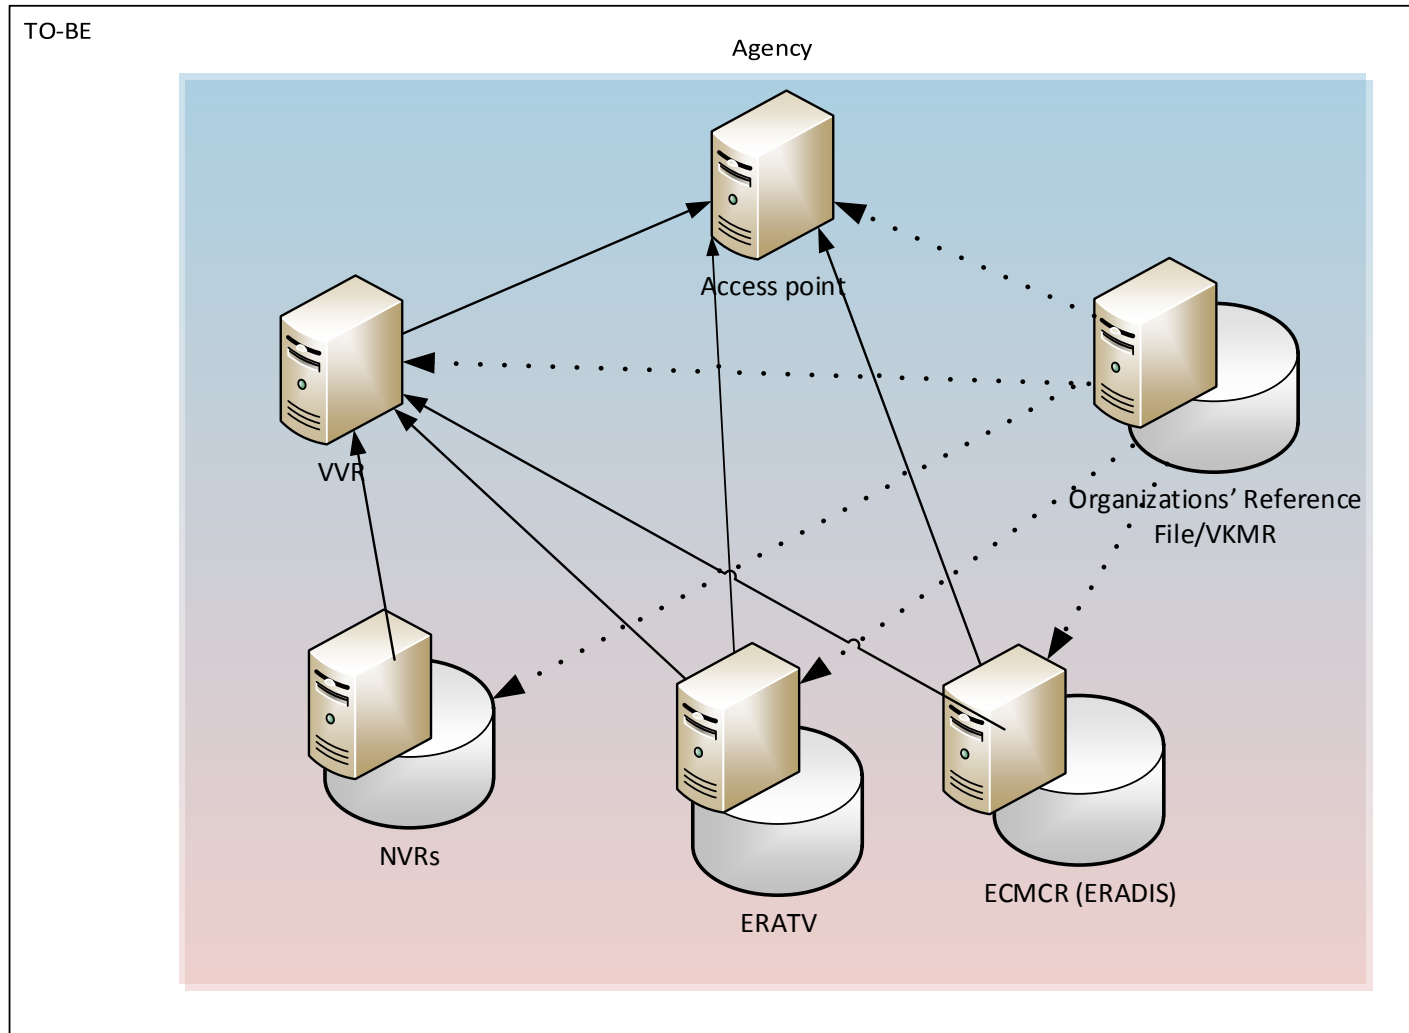 TO-BE
Agency
Access point
VVR
Organizations’ Reference
File/VKMR
NVRs
ERATV
ECMCR (ERADIS)